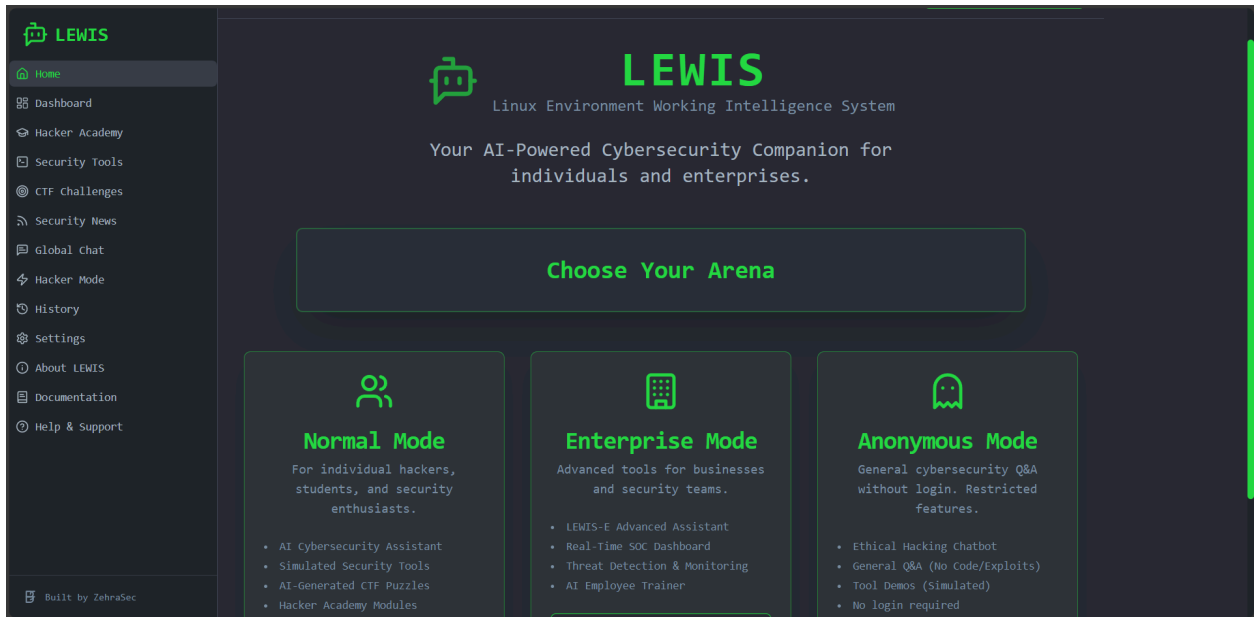 LEWIS
Home
Dashboard
Hacker Academy
Security Tools
CTF Challenges
Security News
Global Chat
Hacker Mode
History
Settings
About LEWIS
Documentation
Help & Support
Built by ZehraSec
LEWIS
Linux Environment Working Intelligence System
Your AI-Powered Cybersecurity Companion for
individuals and enterprises.
Choose Your Arena
Normal Mode
For individual hackers,
students, and security
enthusiasts.
• AI Cybersecurity Assistant
• Simulated Security Tools
• AI-Generated CTF Puzzles
• Hacker Academy Modules
Enterprise Mode
Advanced tools for businesses
and security teams.
• LEWIS-E Advanced Assistant
• Real-Time SOC Dashboard
• Threat Detection & Monitoring
• AI Employee Trainer
Anonymous Mode
General cybersecurity Q&A
without login. Restricted
features.
• Ethical Hacking Chatbot
• General Q&A (No Code/Exploits)
• Tool Demos (Simulated)
• No login required